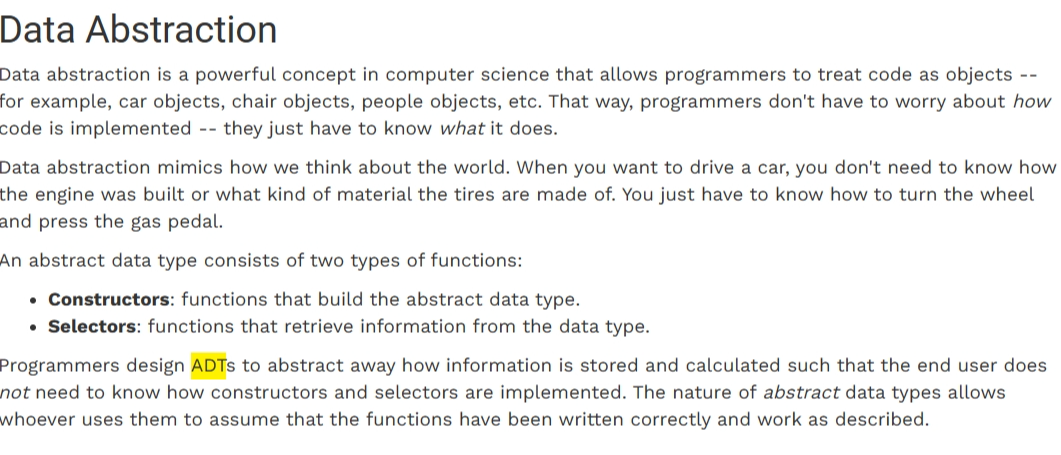 Data Abstraction
Data abstraction is a powerful concept in computer science that allows programmers to treat code as objects --
for example, car objects, chair objects, people objects, etc. That way, programmers don't have to worry about how
code is implemented -- they just have to know what it does.
Data abstraction mimics how we think about the world. When you want to drive a car, you don't need to know how
the engine was built or what kind of material the tires are made of. You just have to know how to turn the wheel
and press the gas pedal.
An abstract data type consists of two types of functions:
• Constructors: functions that build the abstract data type.
• Selectors: functions that retrieve information from the data type.
Programmers design ADTs to abstract away how information is stored and calculated such that the end user does
not need to know how constructors and selectors are implemented. The nature of abstract data types allows
whoever uses them to assume that the functions have been written correctly and work as described.